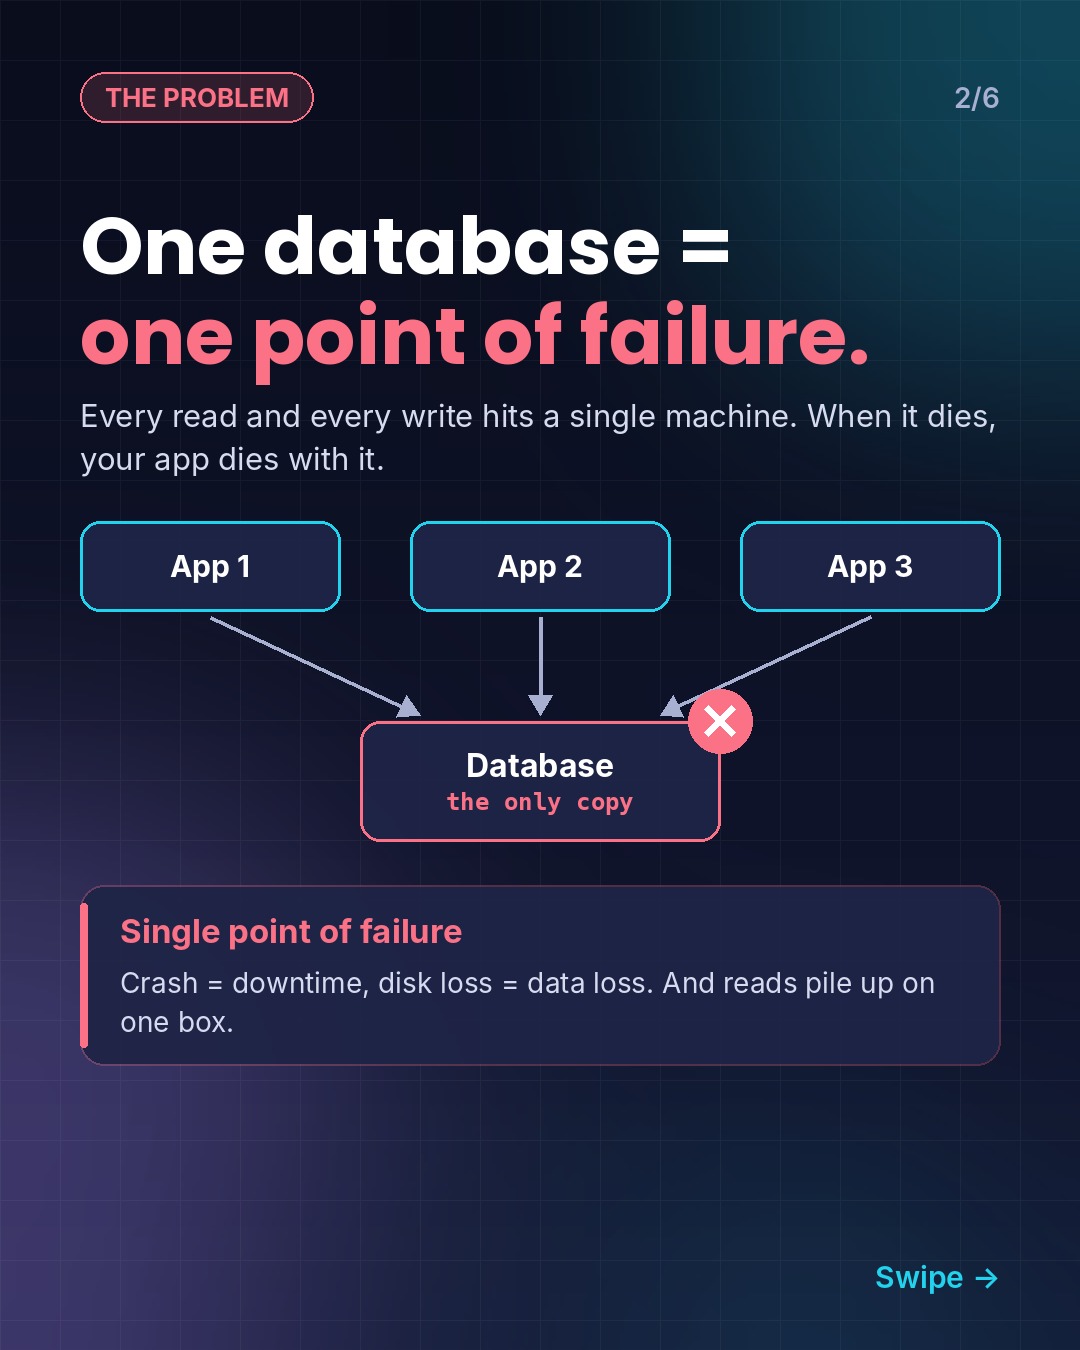 THE PROBLEM
2/6
One database =
one point of failure.
Every read and every write hits a single machine. When it dies,
your app dies with it.
App 1
App 2
App 3
Database
the only copy
Single point of failure
Crash = downtime, disk loss = data loss. And reads pile up on
one box.
Swipe →